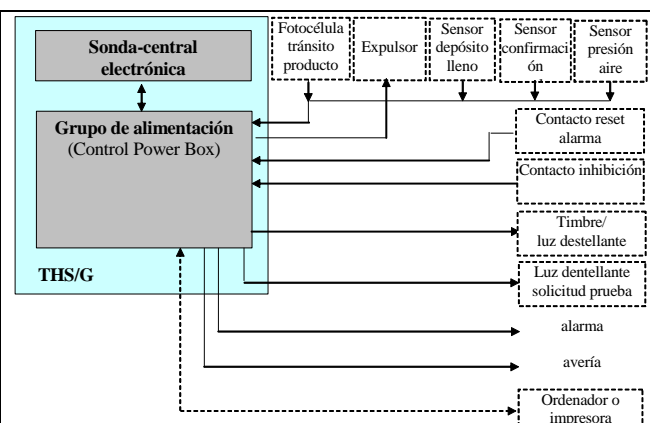 Sonda-central
electrónica
Fotocélula
tránsito
producto
Expulsor
Sensor
depósito
lleno
Sensor
confirmaci
ón
Sensor
presión
aire
Grupo de alimentación
(Control Power Box)
Contacto reset
alarma
Contacto inhibición
Timbre/
luz destellante
THS/G
Luz dentellante
solicitud prueba
alarma
avería
Ordenador o
impresora